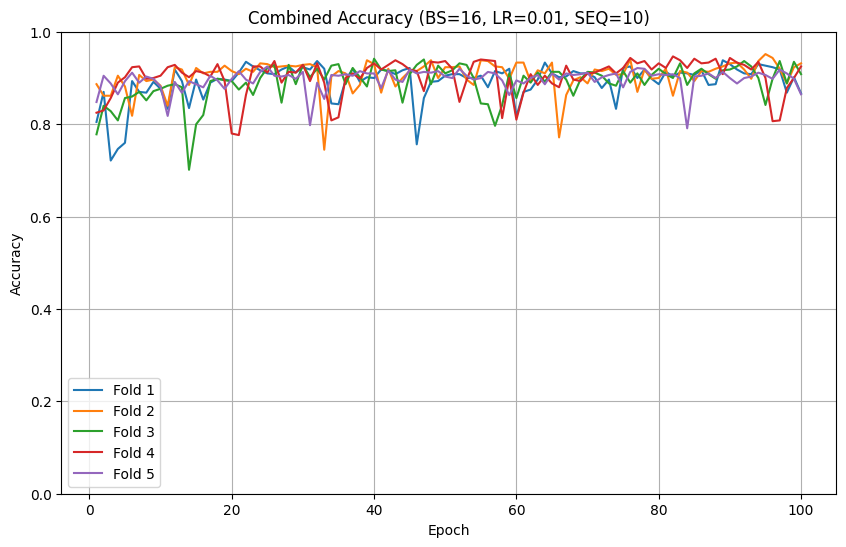 Combined Accuracy (BS=16, LR=0.01, SEQ=10)
1.0
0.8
0.6
0.4
0.2
0.0
Accuracy
Fold 1
Fold 2
Fold 3
Fold 4
Fold 5
0 20 40 60 80 100
Epoch